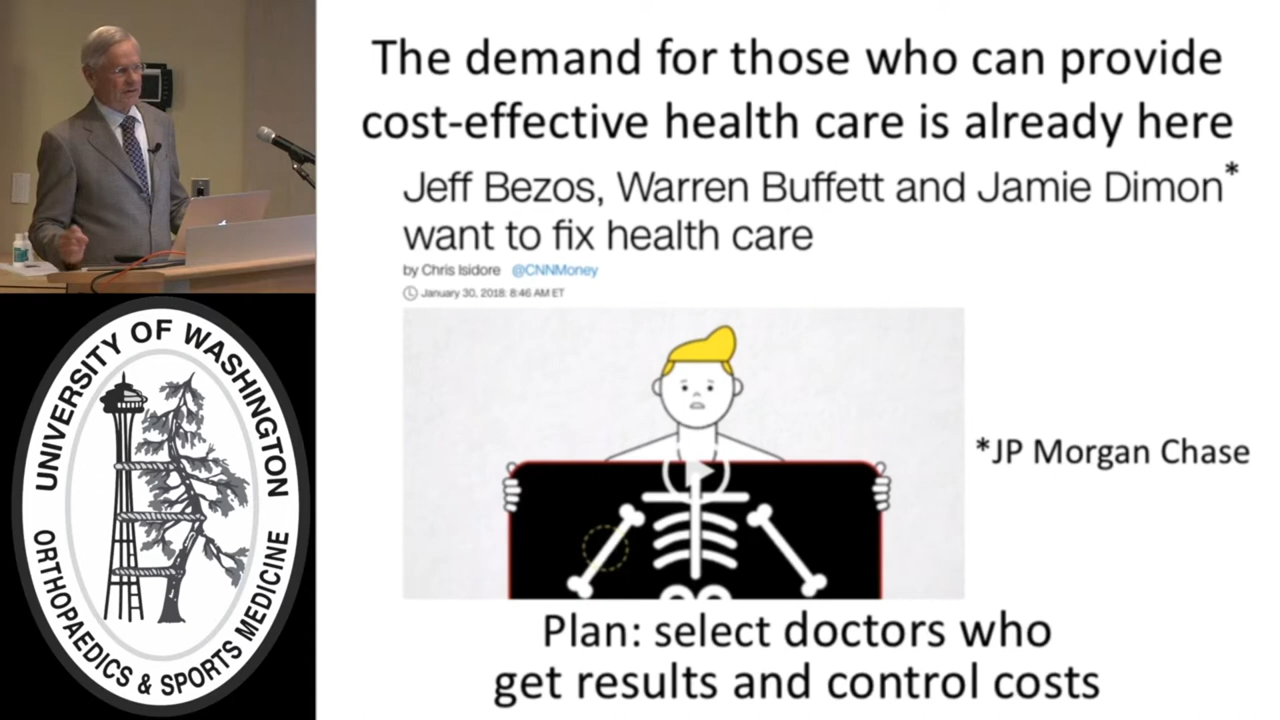 The demand for those who can provide
cost-effective health care is already here
Jeff Bezos, Warren Buffett and Jamie Dimon*
want to fix health care
by Chris Isidore @CNNMoney
January 30, 2018: 8:46 AM ET
*JP Morgan Chase
Plan: select doctors who
get results and control costs
UNIVERSITY OF WASHINGTON
ORTHOPAEDICS & SPORTS MEDICINE